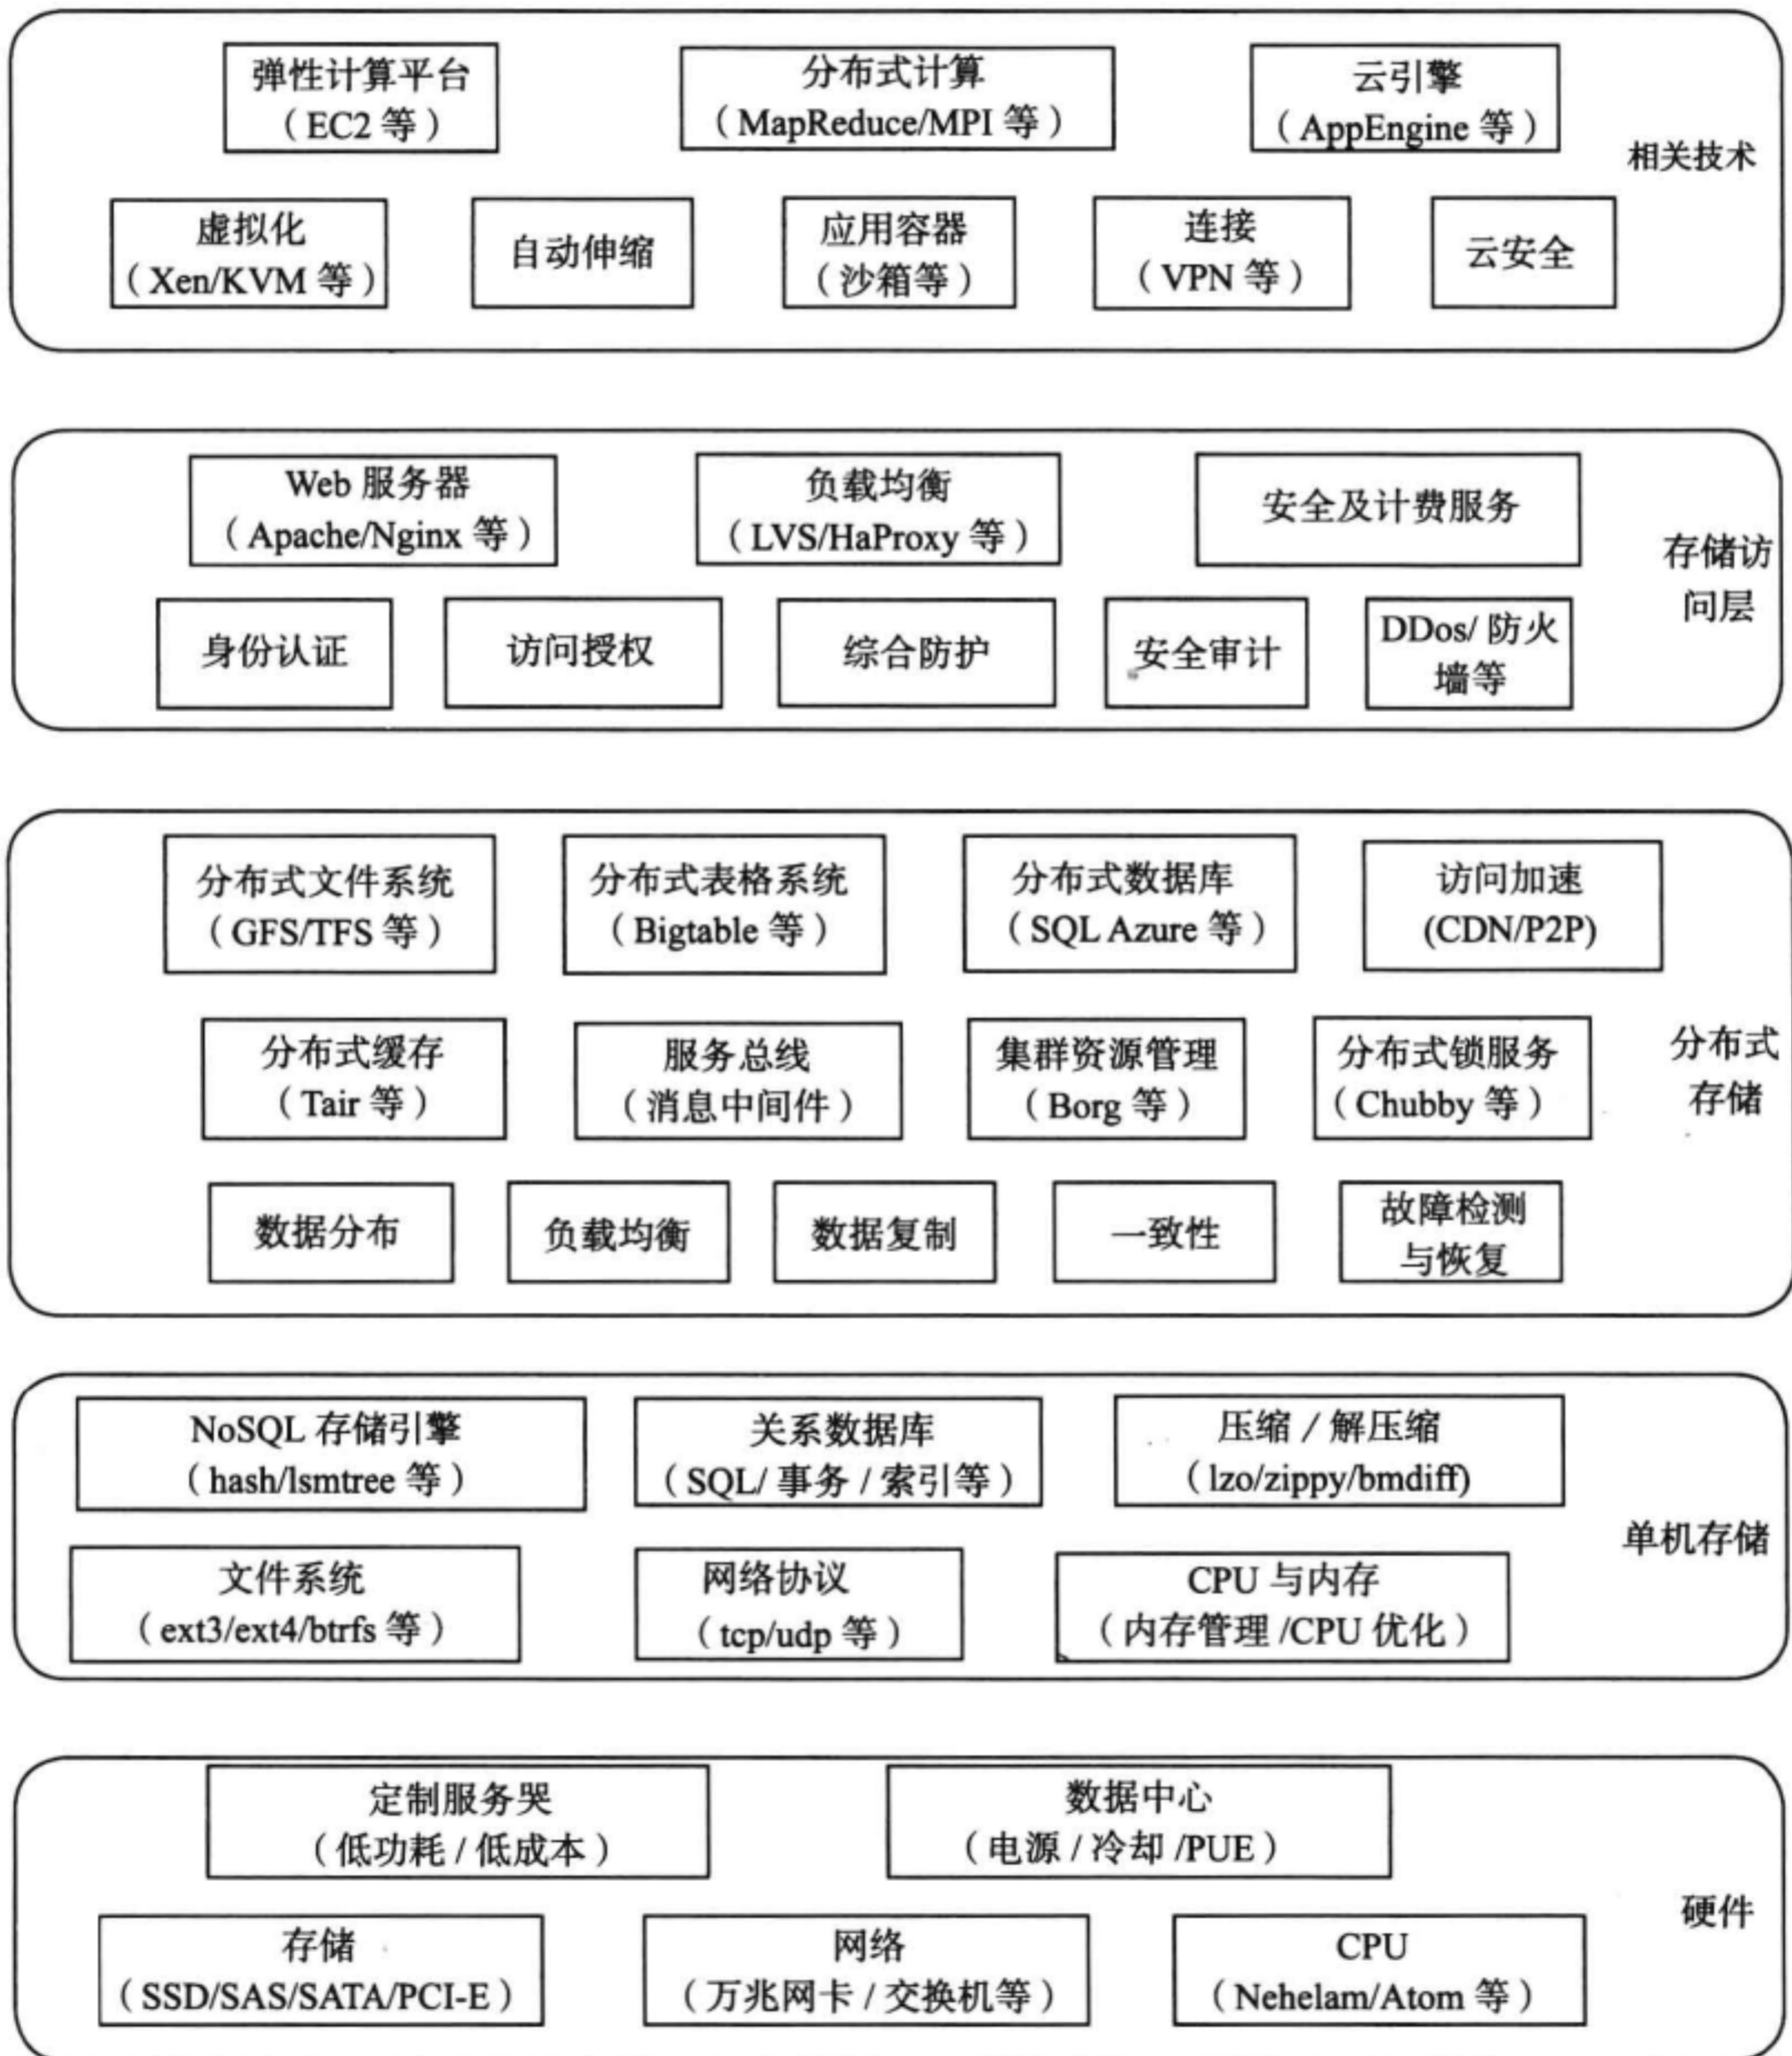 弹性计算平台
（EC2 等）
分布式计算
（MapReduce/MPI 等）
云引擎
（AppEngine 等）
相关技术
虚拟化
（Xen/KVM 等）
自动伸缩
应用容器
（沙箱等）
连接
（VPN 等）
云安全
Web 服务器
（Apache/Nginx 等）
负载均衡
（LVS/HaProxy 等）
安全及计费服务
存储访
问层
身份认证
访问授权
综合防护
安全审计
DDos/ 防火
墙等
分布式文件系统
（GFS/TFS 等）
分布式表格系统
（Bigtable 等）
分布式数据库
（SQL Azure 等）
访问加速
(CDN/P2P)
分布式缓存
（Tair 等）
服务总线
（消息中间件）
集群资源管理
（Borg 等）
分布式锁服务
（Chubby 等）
分布式
存储
数据分布
负载均衡
数据复制
一致性
故障检测
与恢复
NoSQL 存储引擎
（hash/lsmtree 等）
关系数据库
（SQL/ 事务 / 索引等）
压缩 / 解压缩
（lzo/zippy/bmdiff)
单机存储
文件系统
（ext3/ext4/btrfs 等）
网络协议
（tcp/udp 等）
CPU 与内存
（内存管理 /CPU 优化）
定制服务哭
（低功耗 / 低成本）
数据中心
（电源 / 冷却 /PUE）
硬件
存储
（SSD/SAS/SATA/PCI-E）
网络
（万兆网卡 / 交换机等）
CPU
（Nehelam/Atom 等）